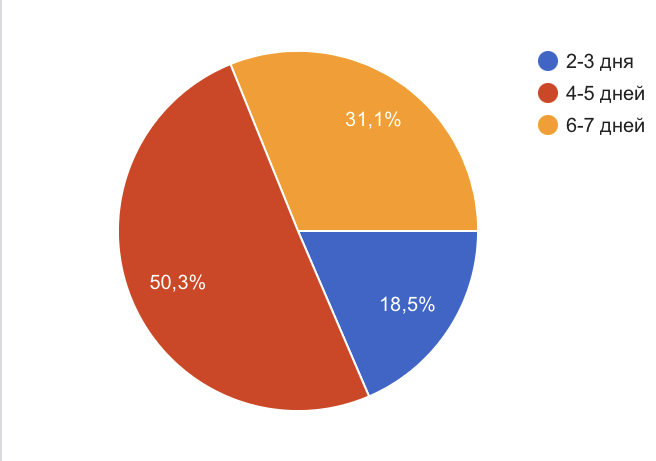 2-3 дня
4-5 дней
6-7 дней
31,1%
50,3%
18,5%